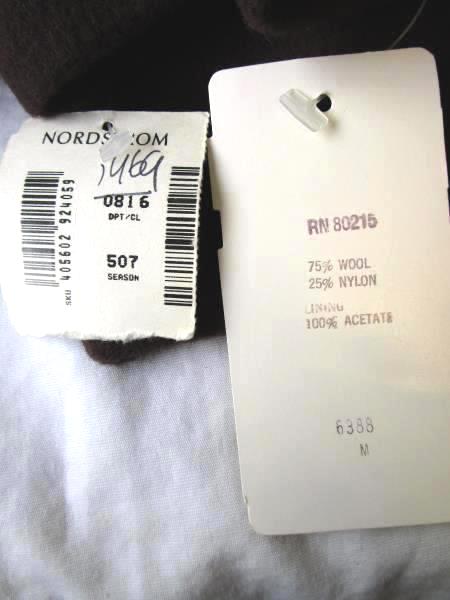 NORDSTROM
1469
0816
DPT/CL
507
SEASON
SKU 405602 924059
RN 80215
75% WOOL
25% NYLON
LINING
100% ACETATE
6388
M